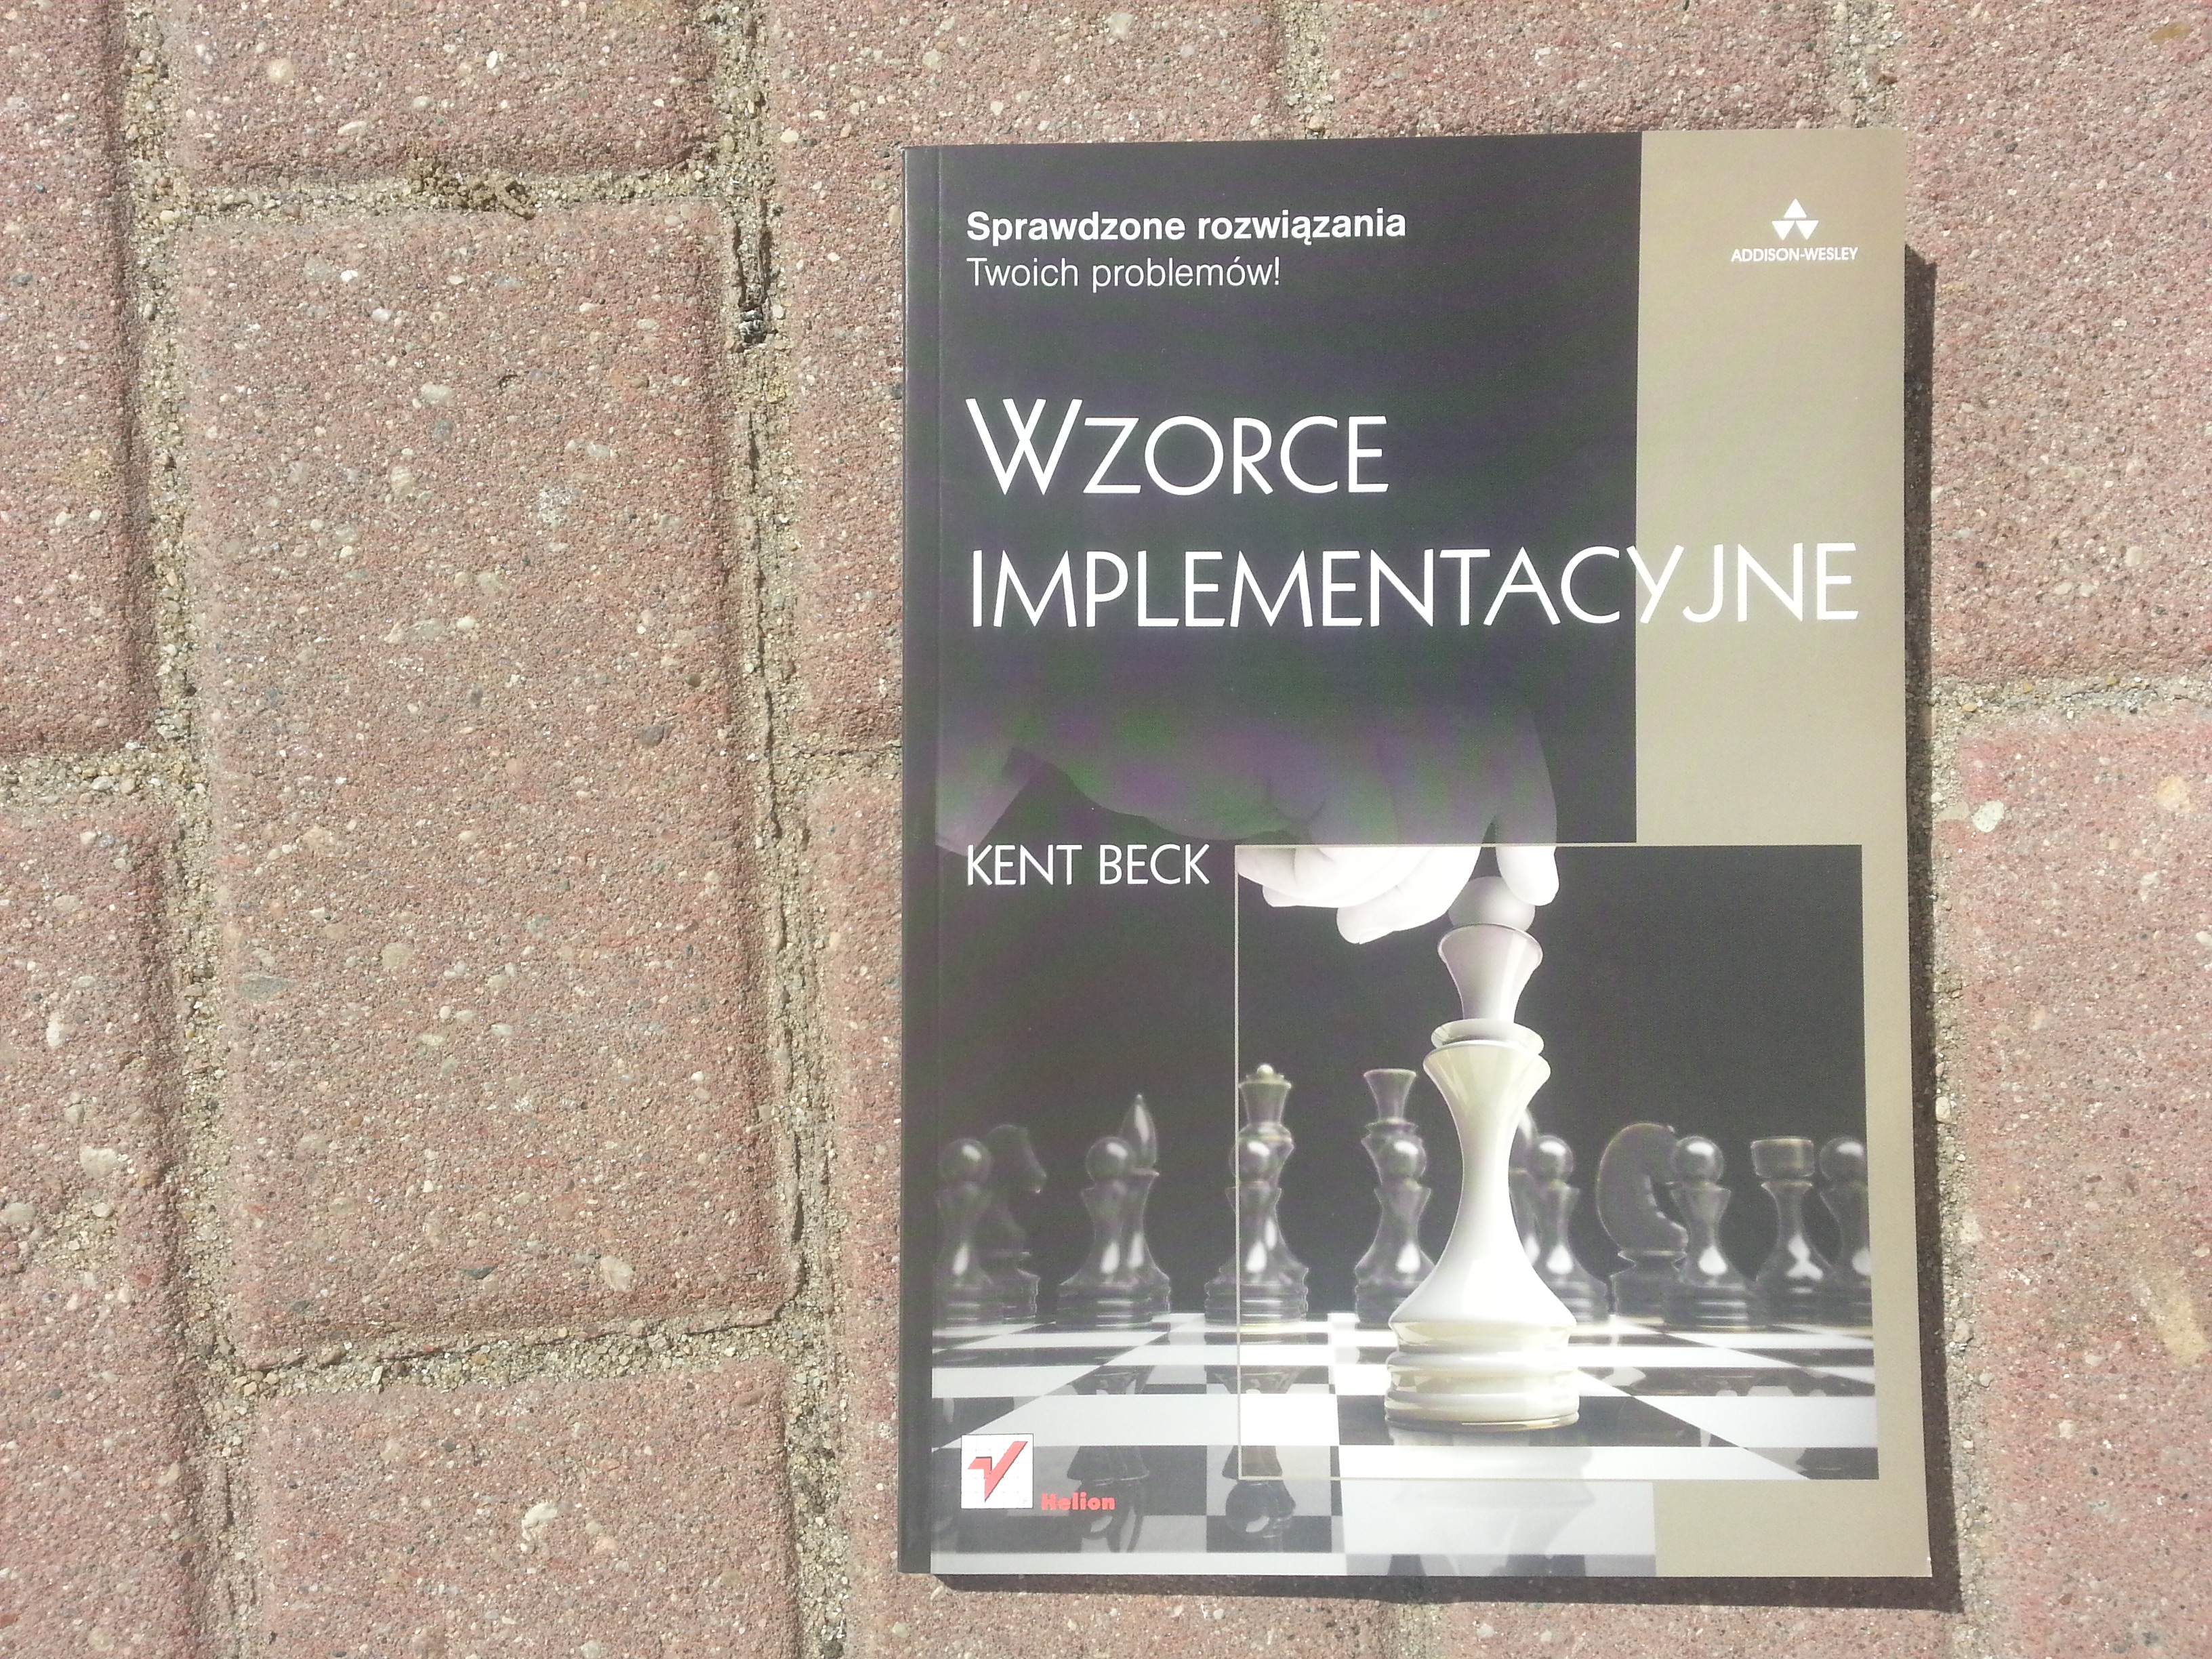 Sprawdzone rozwiązania
Twoich problemów!
ADDISON-WESLEY
WZORCE
IMPLEMENTACYJNE
KENT BECK
Helion